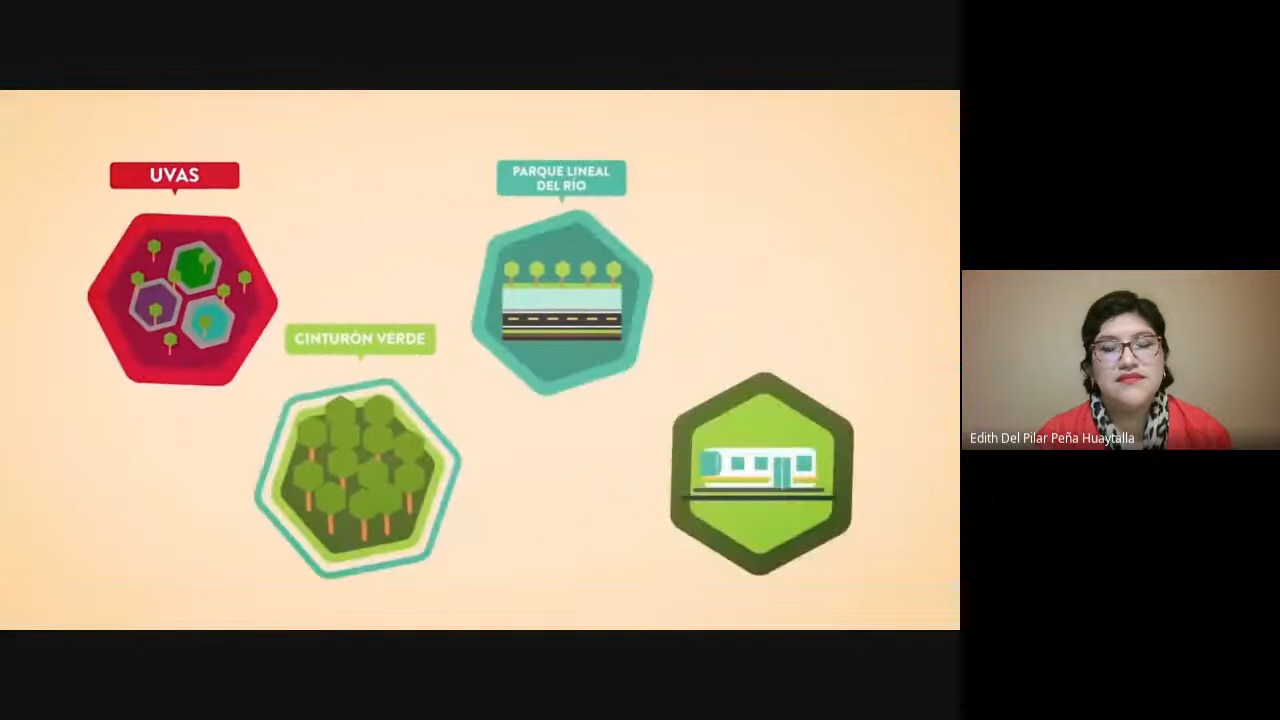 UVAS
PARQUE LINEAL
DEL RÍO
CINTURÓN VERDE
Edith Del Pilar Peña Huaytalla